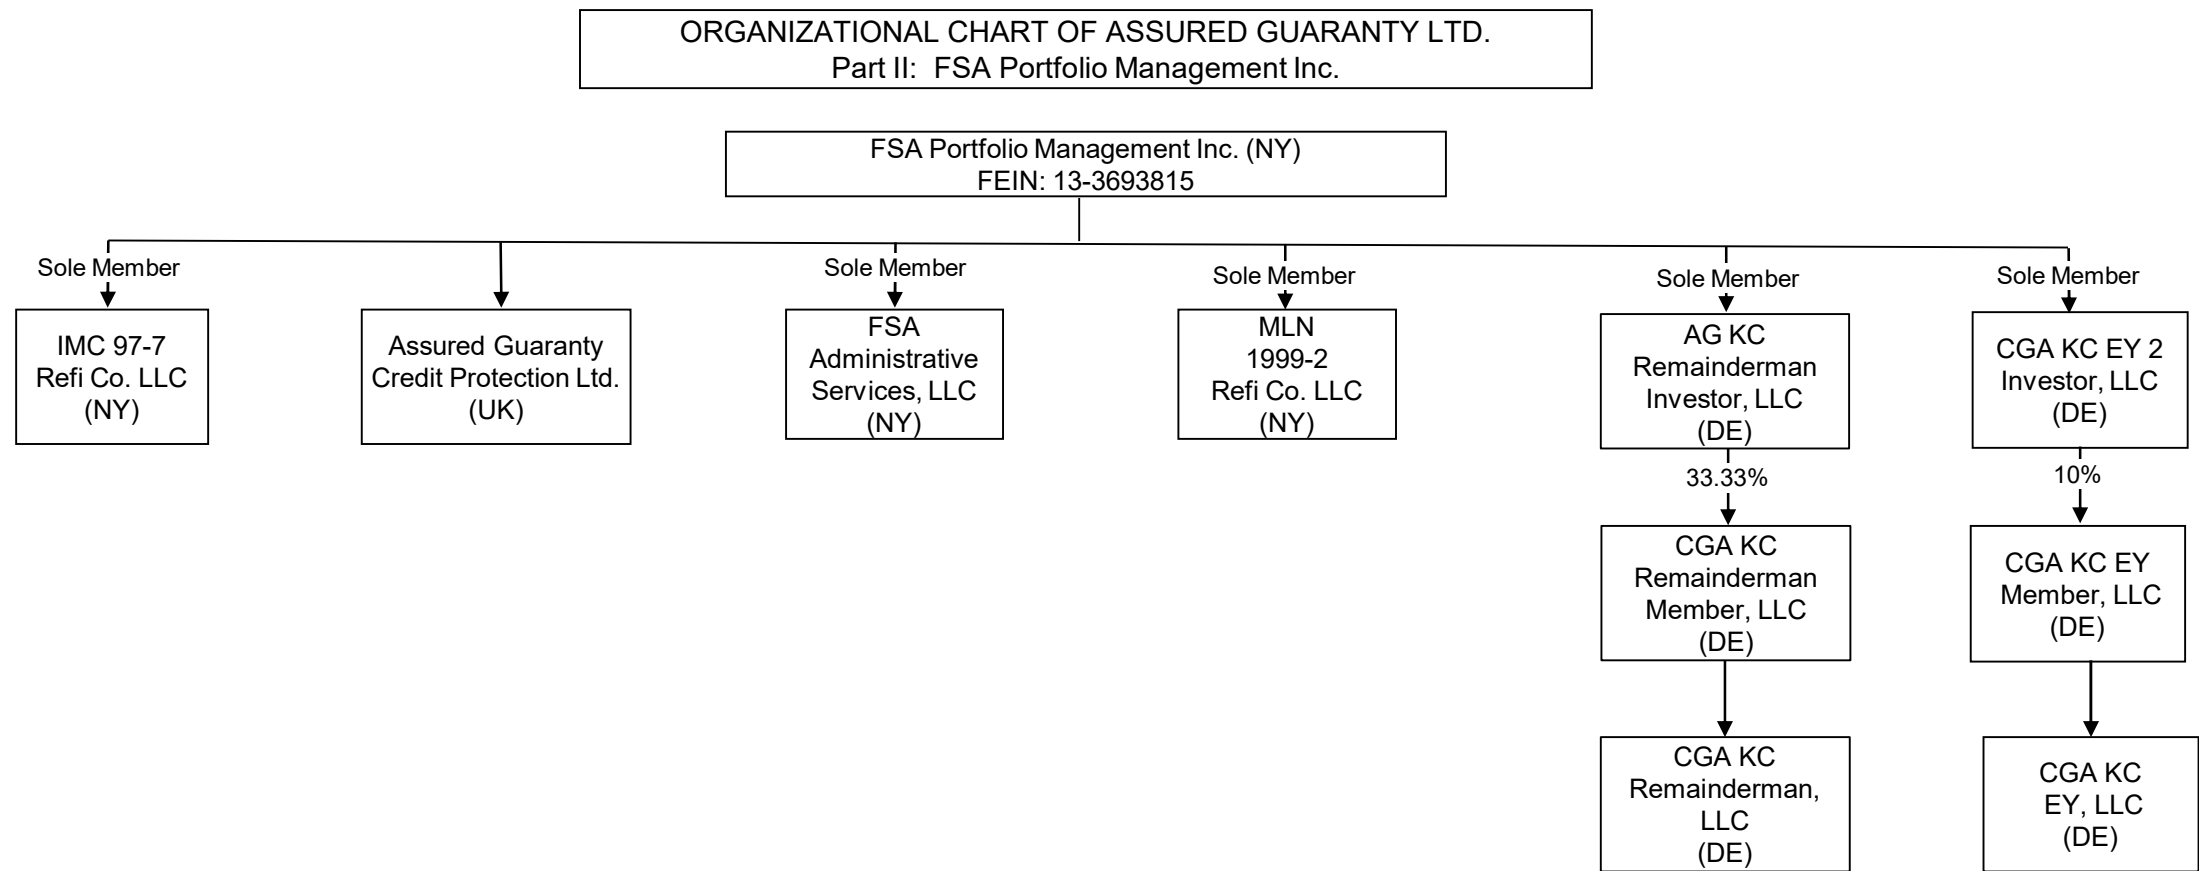 ORGANIZATIONAL CHART OF ASSURED GUARANTY LTD.
Part II: FSA Portfolio Management Inc.
FSA Portfolio Management Inc. (NY)
FEIN: 13-3693815
Sole Member
IMC 97-7
Refi Co. LLC
(NY)
Assured Guaranty
Credit Protection Ltd.
(UK)
Sole Member
FSA
Administrative
Services, LLC
(NY)
Sole Member
MLN
1999-2
Refi Co. LLC
(NY)
Sole Member
AG KC
Remainderman
Investor, LLC
(DE)
33.33%
CGA KC
Remainderman
Member, LLC
(DE)
CGA KC
Remainderman,
LLC
(DE)
Sole Member
CGA KC EY 2
Investor, LLC
(DE)
10%
CGA KC EY
Member, LLC
(DE)
CGA KC
EY, LLC
(DE)